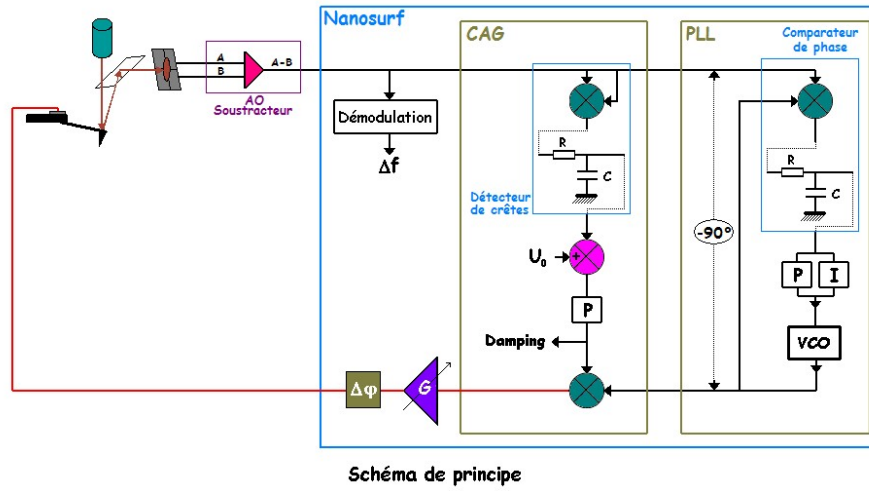 Nanosurf
CAG
PLL
Comparateur
de phase
A
B
A-B
AO
Soustracteur
Démodulation
Δf
R
C
Détecteur
de crêtes
R
C
-90°
U0
+
P
P
I
Damping
VCO
Δφ
G
Schéma de principe